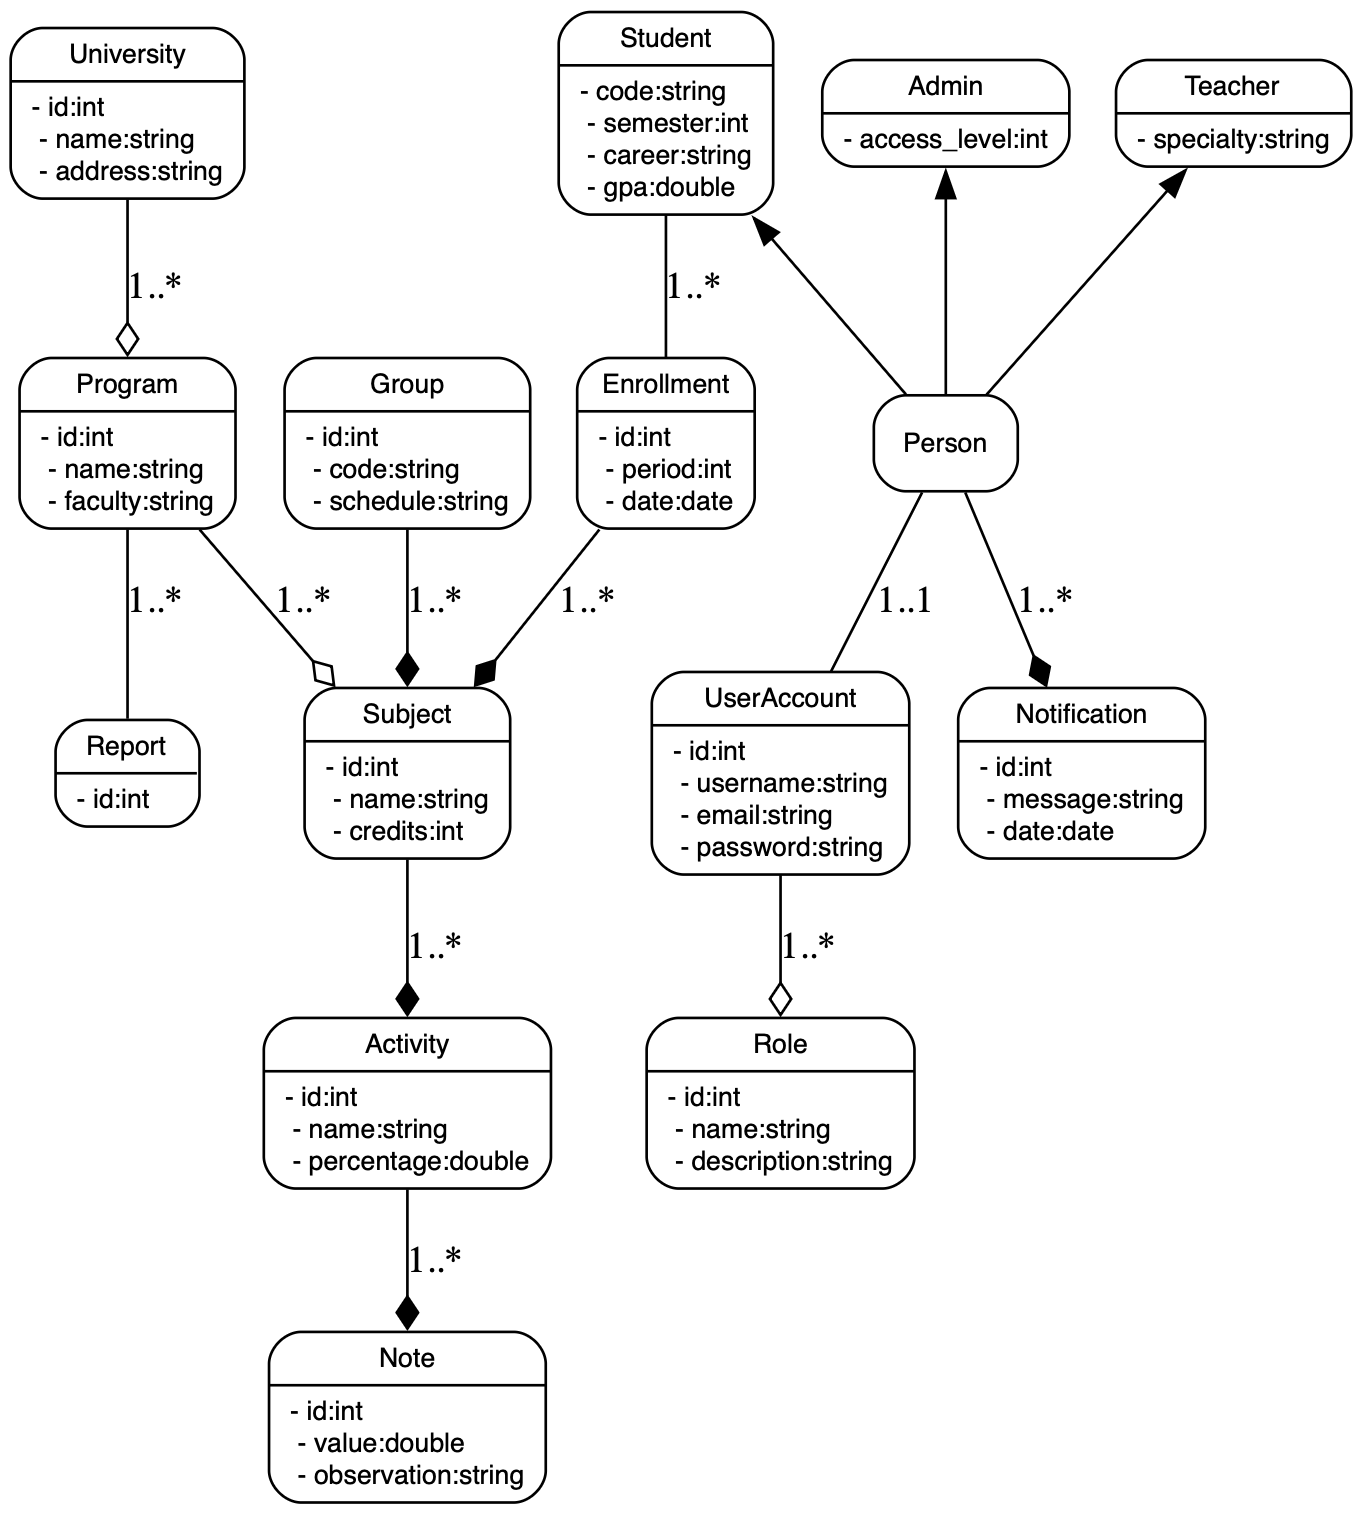 University
- id:int
- name:string
- address:string
Student
- code:string
- semester:int
- career:string
- gpa:double
Admin
- access_level:int
Teacher
- specialty:string
1..*
1..*
Program
- id:int
- name:string
- faculty:string
Group
- id:int
- code:string
- schedule:string
Enrollment
- id:int
- period:int
- date:date
Person
1..*
1..*
1..*
1..*
1..1
1..*
Report
- id:int
Subject
- id:int
- name:string
- credits:int
UserAccount
- id:int
- username:string
- email:string
- password:string
Notification
- id:int
- message:string
- date:date
1..*
1..*
Activity
- id:int
- name:string
- percentage:double
Role
- id:int
- name:string
- description:string
1..*
Note
- id:int
- value:double
- observation:string